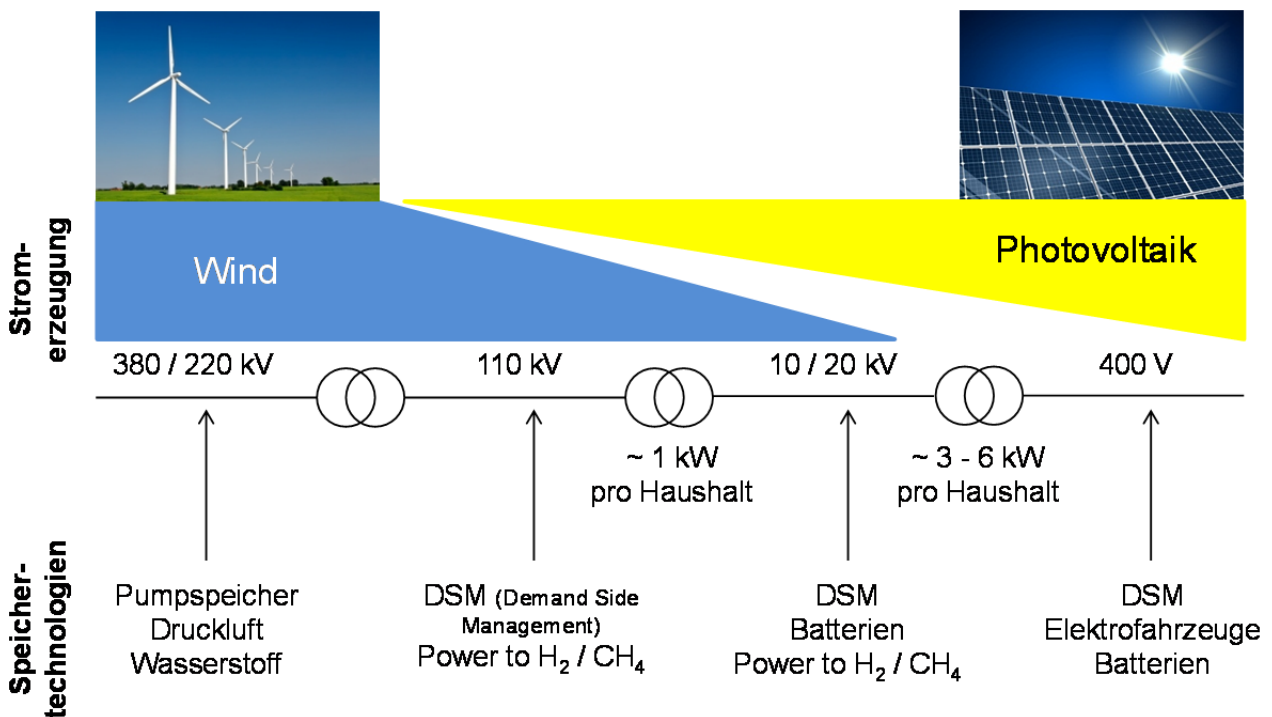 Strom-
erzeugung
Wind
Photovoltaik
380 / 220 kV
110 kV
10 / 20 kV
400 V
~ 1 kW
pro Haushalt
~ 3 - 6 kW
pro Haushalt
Speicher-
technologien
Pumpspeicher
Druckluft
Wasserstoff
DSM (Demand Side
Management)
Power to H₂ / CH₄
DSM
Batterien
Power to H₂ / CH₄
DSM
Elektrofahrzeuge
Batterien